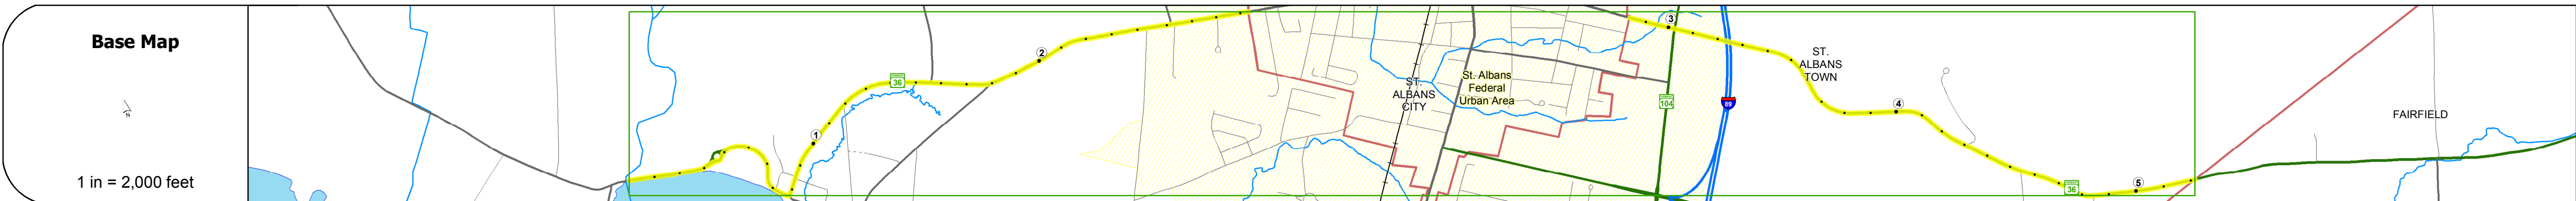 Base Map
N
1 in = 2,000 feet
1
36
2
ST.
ALBANS
CITY
St. Albans
Federal
Urban Area
3
104
89
ST.
ALBANS
TOWN
4
36
5
FAIRFIELD